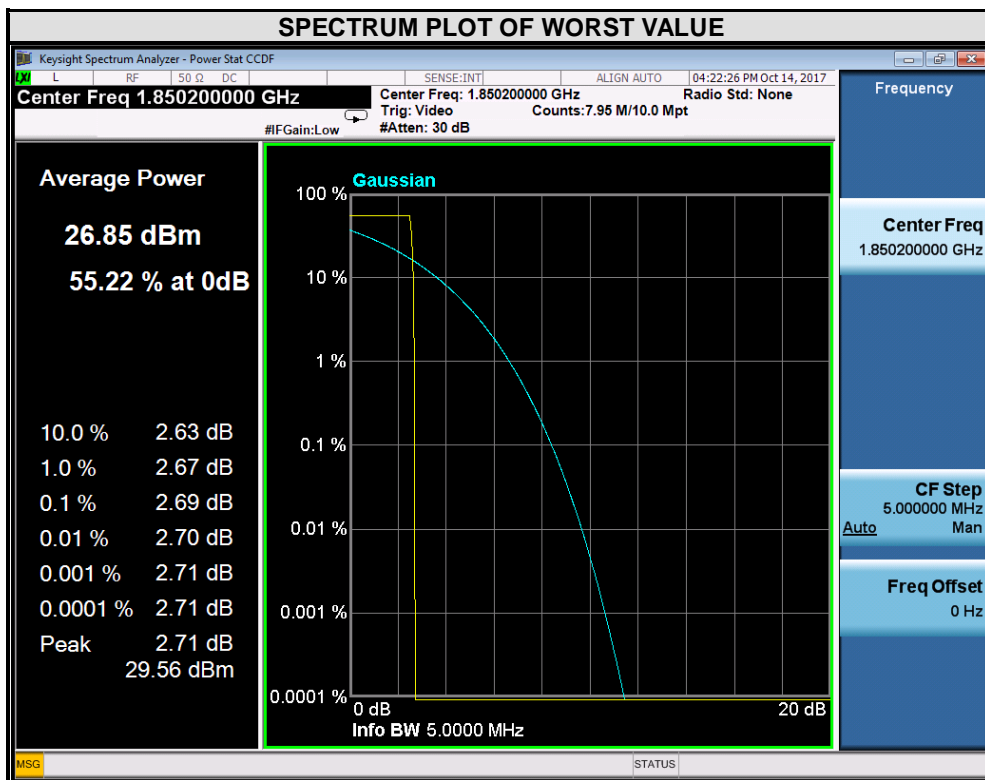 SPECTRUM PLOT OF WORST VALUE
Keysight Spectrum Analyzer - Power Stat CCDF
LXI L RF 50 Ω DC SENSE:INT ALIGN AUTO 04:22:26 PM Oct 14, 2017
Center Freq 1.850200000 GHz
Center Freq: 1.850200000 GHz Radio Std: None
Trig: Video Counts:7.95 M/10.0 Mpt
#IFGain:Low #Atten: 30 dB
Frequency
Average Power
26.85 dBm
55.22 % at 0dB
10.0 % 2.63 dB
1.0 % 2.67 dB
0.1 % 2.69 dB
0.01 % 2.70 dB
0.001 % 2.71 dB
0.0001 % 2.71 dB
Peak 2.71 dB
29.56 dBm
Gaussian
100 %
10 %
1 %
0.1 %
0.01 %
0.001 %
0.0001 %
0 dB 20 dB
Info BW 5.0000 MHz
Center Freq
1.850200000 GHz
CF Step
5.000000 MHz
Auto Man
Freq Offset
0 Hz
MSG STATUS